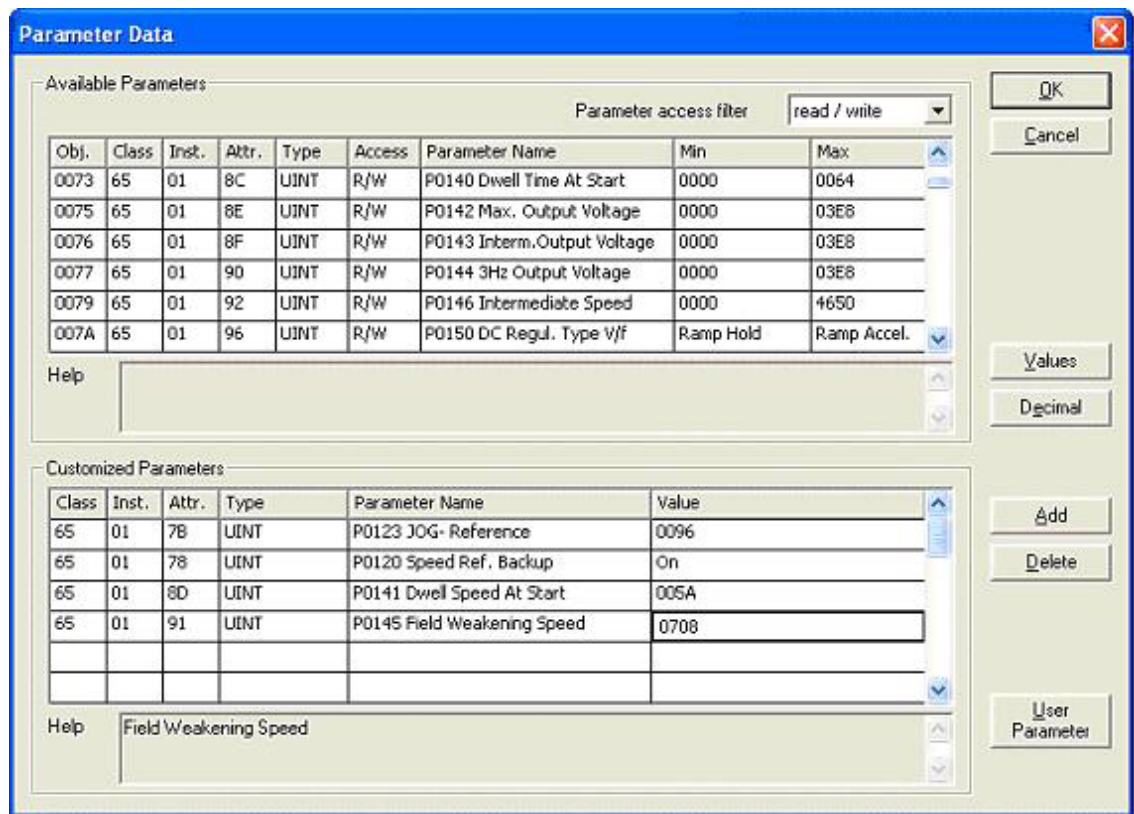 Parameter Data
Available Parameters
Parameter access filter read / write
OK
Cancel
Obj. Class Inst. Attr. Type Access Parameter Name Min Max
0073 65 01 8C UINT R/W P0140 Dwell Time At Start 0000 0064
0075 65 01 8E UINT R/W P0142 Max. Output Voltage 0000 03E8
0076 65 01 8F UINT R/W P0143 Interm.Output Voltage 0000 03E8
0077 65 01 90 UINT R/W P0144 3Hz Output Voltage 0000 03E8
0079 65 01 92 UINT R/W P0146 Intermediate Speed 0000 4650
007A 65 01 96 UINT R/W P0150 DC Regul. Type V/f Ramp Hold Ramp Accel.
Help
Values
Decimal
Customized Parameters
Class Inst. Attr. Type Parameter Name Value
65 01 7B UINT P0123 JOG- Reference 0096
65 01 78 UINT P0120 Speed Ref. Backup On
65 01 8D UINT P0141 Dwell Speed At Start 005A
65 01 91 UINT P0145 Field Weakening Speed 0708
Add
Delete
Help Field Weakening Speed
User
Parameter